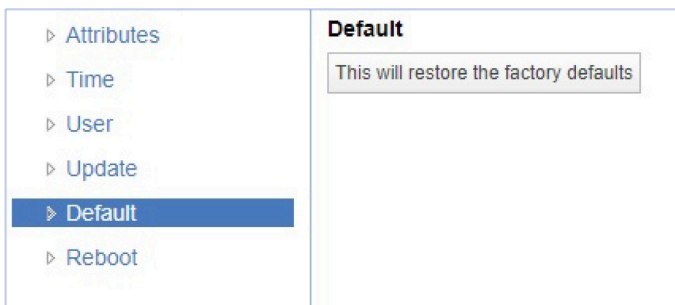 Attributes
Time
User
Update
Default
Reboot
Default
This will restore the factory defaults